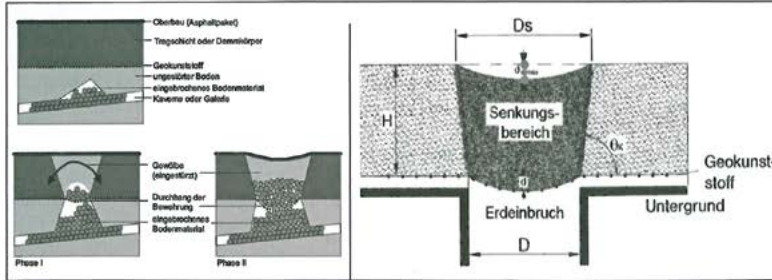 Oberbau (Asphaltpaket)
Tragschicht oder Dammkörper
Geokunststoff
ungestörter Boden
eingebrochenes Bodenmaterial
Kaverne oder Galerie
Gewölbe
(eingestürzt)
Durchhang der
Bewehrung
eingebrochenes
Bodenmaterial
Phase I
Phase II
Ds
H
Senkungs-
bereich
θk
Geokunst-
stoff
d
Untergrund
Erdeinbruch
D